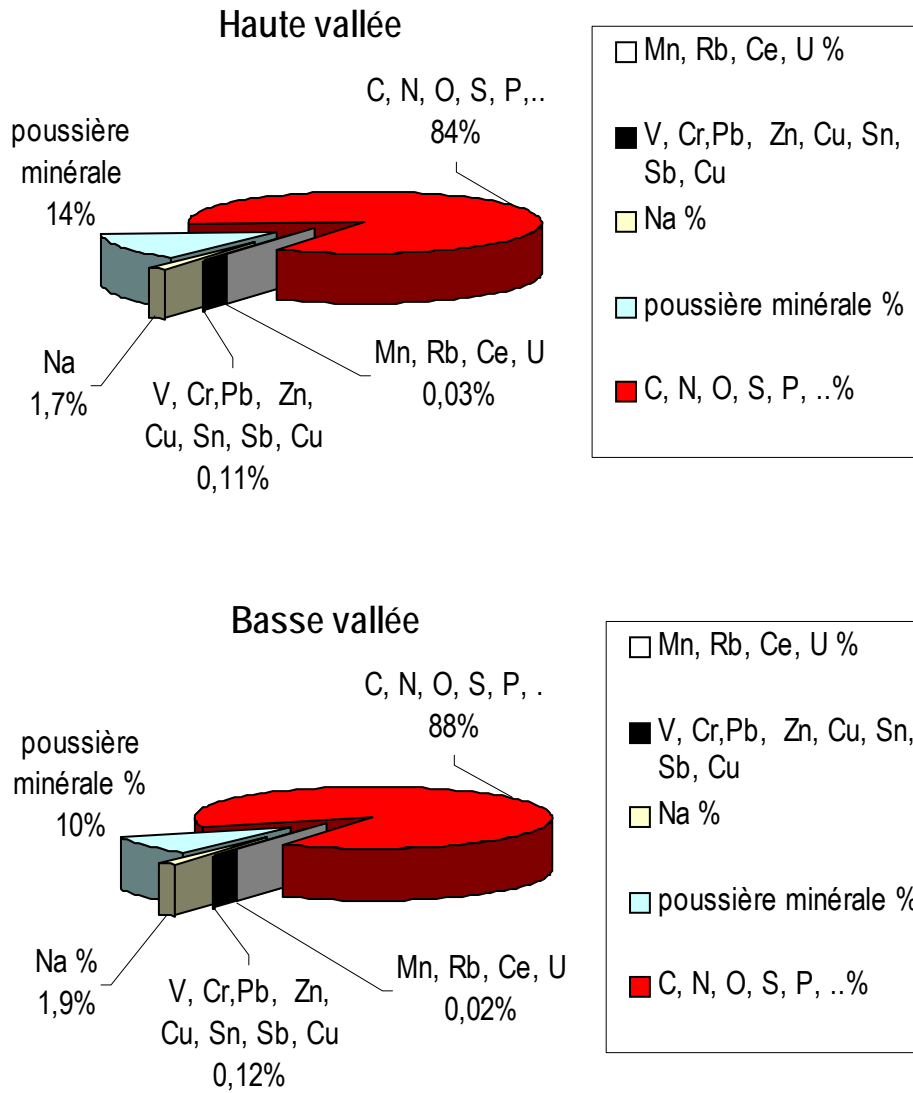 Haute vallée
C, N, O, S, P,..
84%
poussière
minérale
14%
Na
1,7%
V, Cr,Pb, Zn,
Cu, Sn, Sb, Cu
0,11%
Mn, Rb, Ce, U
0,03%
Mn, Rb, Ce, U %
V, Cr,Pb, Zn, Cu, Sn,
Sb, Cu
Na %
poussière minérale %
C, N, O, S, P, ..%
Basse vallée
C, N, O, S, P, .
88%
poussière
minérale %
10%
Na %
1,9%
V, Cr,Pb, Zn,
Cu, Sn, Sb, Cu
0,12%
Mn, Rb, Ce, U
0,02%
Mn, Rb, Ce, U %
V, Cr,Pb, Zn, Cu, Sn,
Sb, Cu
Na %
poussière minérale %
C, N, O, S, P, ..%